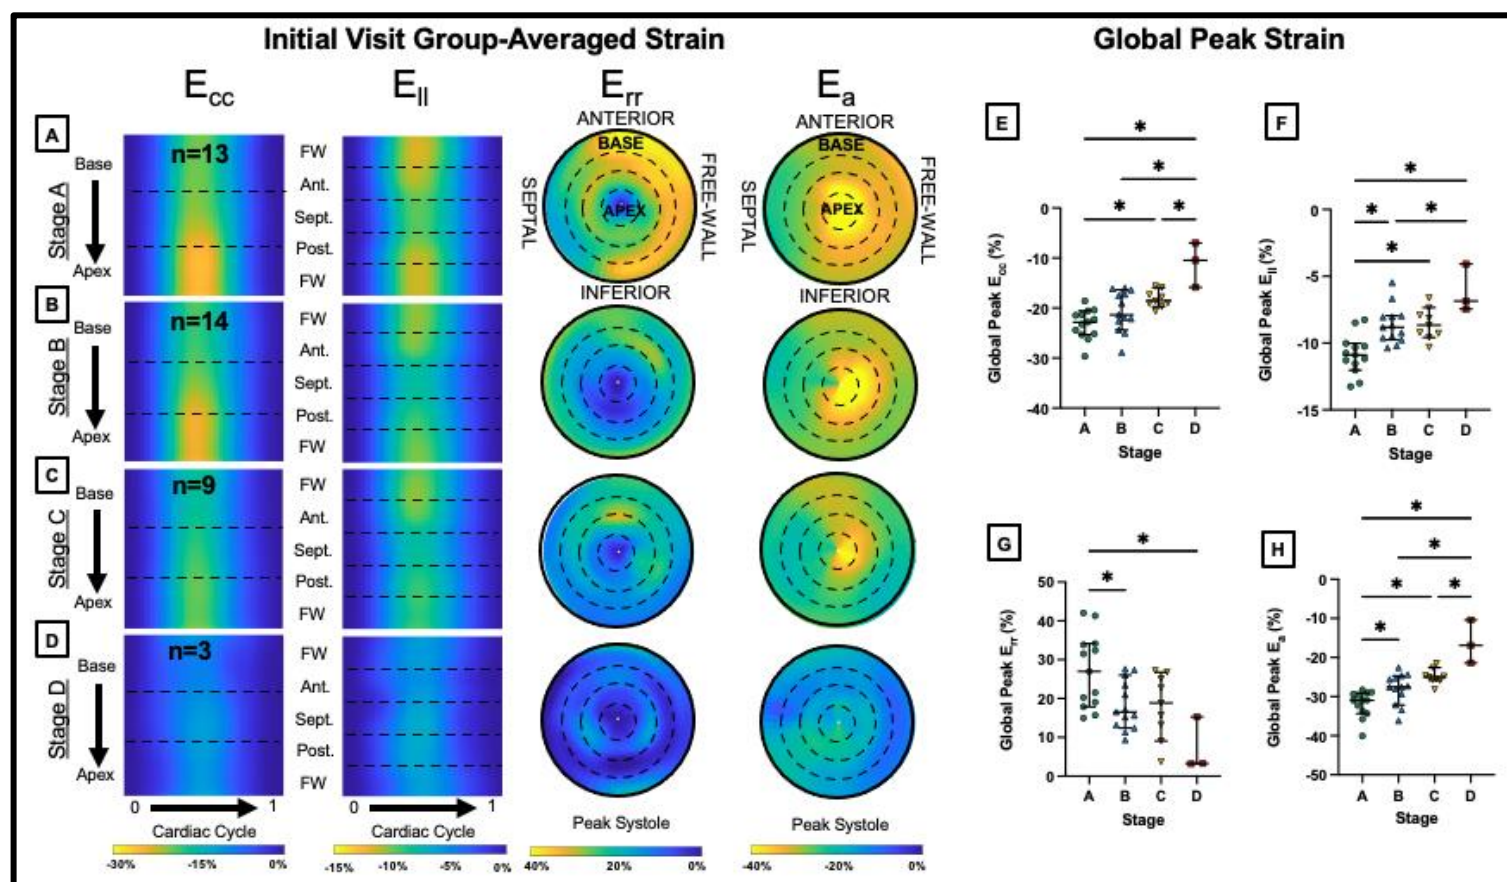 Initial Visit Group-Averaged Strain
Global Peak Strain
Ecc
Ell
Err
Ea
A
Base
Stage A
Apex
n=13
FW
Ant.
Sept.
Post.
FW
ANTERIOR
BASE
APEX
SEPTAL
FREE-WALL
INFERIOR
ANTERIOR
BASE
APEX
SEPTAL
FREE-WALL
INFERIOR
B
Base
Stage B
Apex
n=14
FW
Ant.
Sept.
Post.
FW
C
Base
Stage C
Apex
n=9
FW
Ant.
Sept.
Post.
FW
D
Base
Stage D
Apex
n=3
FW
Ant.
Sept.
Post.
FW
0 1
Cardiac Cycle
-30% -15% 0%
0 1
Cardiac Cycle
-15% -10% -5% 0%
Peak Systole
40% 20% 0%
Peak Systole
-40% -20% 0%
E
* * * *
Global Peak Ecc (%)
0
-10
-20
-30
-40
A B C D
Stage
F
* * * *
Global Peak Ell (%)
0
-5
-10
-15
A B C D
Stage
G
* *
Global Peak Err (%)
50
40
30
20
10
0
A B C D
Stage
H
* * * * *
Global Peak Ea (%)
0
-10
-20
-30
-40
-50
A B C D
Stage